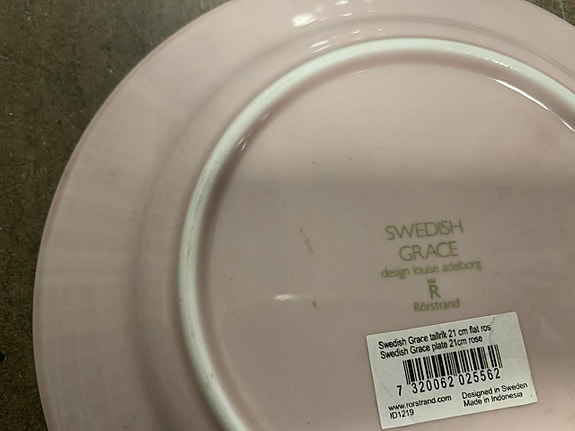 SWEDISH
GRACE
design louise adelborg
R
Rörstrand
Swedish Grace tallrik 21 cm flat ros
Swedish Grace plate 21cm rose
7 320062 025562
www.rorstrand.com Designed in Sweden
ID1219 Made in Indonesia